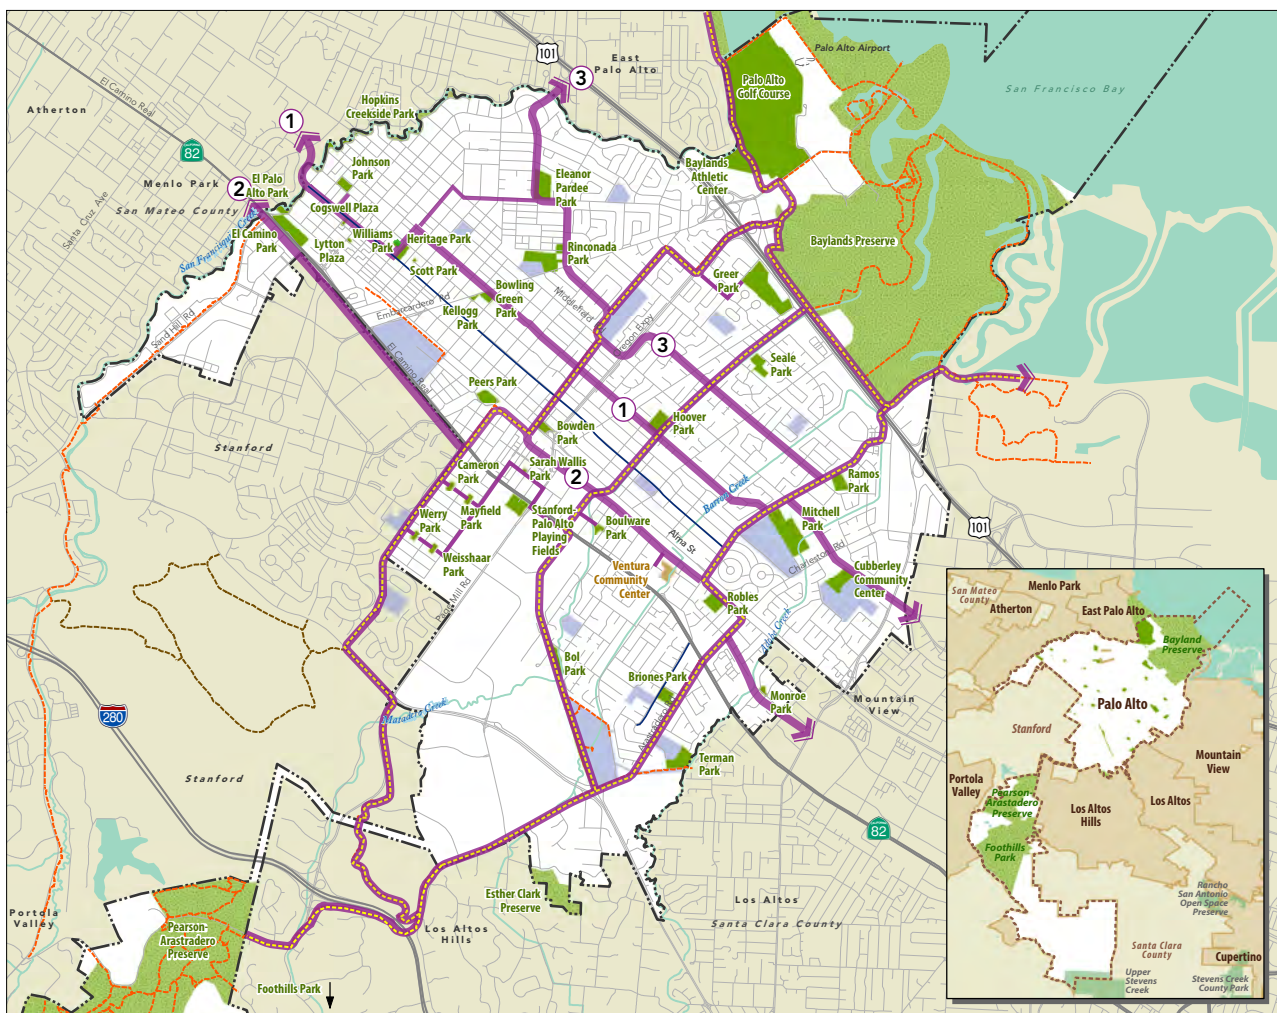 101
East
Palo Alto
Palo Alto Airport
3
Palo Alto
Golf Course
El Camino Real
Hopkins
Creekside Park
San Francisco Bay
Atherton
1
82
Johnson
Park
Eleanor
Pardee
Park
Baylands
Athletic
Center
Menlo Park
2
El Palo
Alto Park
San Mateo County
Santa Cruz Ave
Cogswell Plaza
El Camino
Park
Lytton
Plaza
Williams
Park
Heritage Park
Rinconada
Park
Baylands Preserve
San Francisquito Creek
Scott Park
Greer
Park
Bowling
Green
Park
Middlefield
Embarcadero Rd
Kellogg
Park
Sand Hill Rd
Oregon Expy
3
El Camino Real
Seale
Park
Peers Park
1
Hoover
Park
Bowden
Park
Stanford
Cameron
Park
Sarah Wallis
Park
2
Ramos
Park
Barron Creek
Werry
Park
Mayfield
Park
Stanford-
Palo Alto
Playing
Fields
Boulware
Park
Mitchell
Park
101
Alma St
Charleston Rd
Weisshaar
Park
Ventura
Community
Center
Cubberley
Community
Center
Page Mill Rd
Robles
Park
Adobe Creek
Bol
Park
Briones Park
Monroe
Park
Mountain
View
Matadero Creek
280
Arastradero
Terman
Park
Stanford
82
Esther Clark
Preserve
Los Altos
Santa Clara County
Portola
Valley
Pearson-
Arastradero
Preserve
Los Altos
Hills
Foothills Park
San Mateo
County
Menlo Park
Atherton
East Palo Alto
Bayland
Preserve
Palo Alto
Stanford
Mountain
View
Portola
Valley
Pearson-
Arastradero
Preserve
Los Altos
Hills
Los Altos
Foothills
Park
Rancho
San Antonio
Open Space
Preserve
Santa Clara
County
Cupertino
Upper
Stevens
Creek
Stevens Creek
County Park